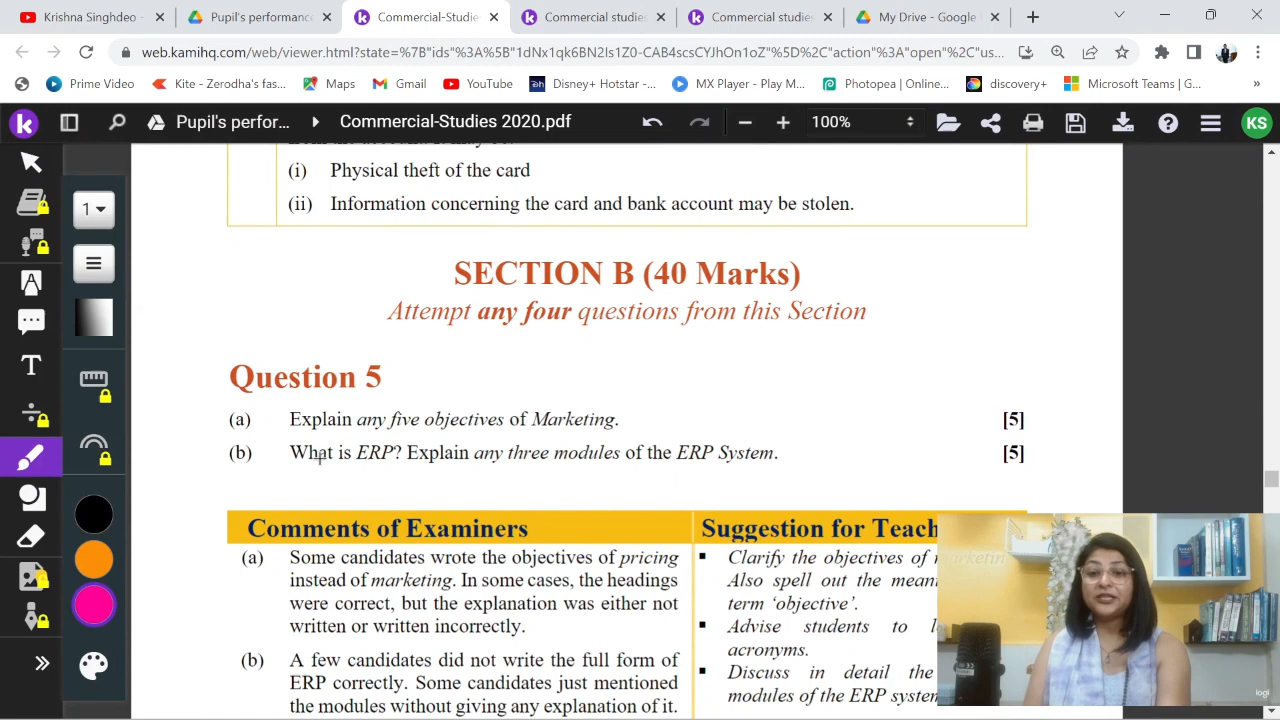 Krishna Singhdeo
Pupil's performa
Commercial-Studies
Commercial studies
Commercial studies
My Drive - Google
web.kamihq.com/web/viewer.html?state=%7B"ids"%3A%5B"1dNx1qk6BN2Is1Z0-CAB4scsCYJhOn1oZ"%5D%2C"action"%3A"open"%2C"us...
Prime Video
Kite - Zerodha's fas...
Maps
Gmail
YouTube
Disney+ Hotstar -...
MX Player - Play M...
Photopea | Online...
discovery+
Microsoft Teams | G...
»
Pupil's perfor...
Commercial-Studies 2020.pdf
100%
KS
1
(i) Physical theft of the card
(ii) Information concerning the card and bank account may be stolen.
SECTION B (40 Marks)
Attempt any four questions from this Section
Question 5
(a) Explain any five objectives of Marketing. [5]
(b) What is ERP? Explain any three modules of the ERP System. [5]
Comments of Examiners
(a) Some candidates wrote the objectives of pricing
instead of marketing. In some cases, the headings
were correct, but the explanation was either not
written or written incorrectly.
(b) A few candidates did not write the full form of
ERP correctly. Some candidates just mentioned
the modules without giving any explanation of it.
Suggestion for Teach
▪ Clarify the objectives of marketin
Also spell out the mean
term 'objective'.
▪ Advise students to
acronyms.
▪ Discuss in detail the
modules of the ERP system
logi